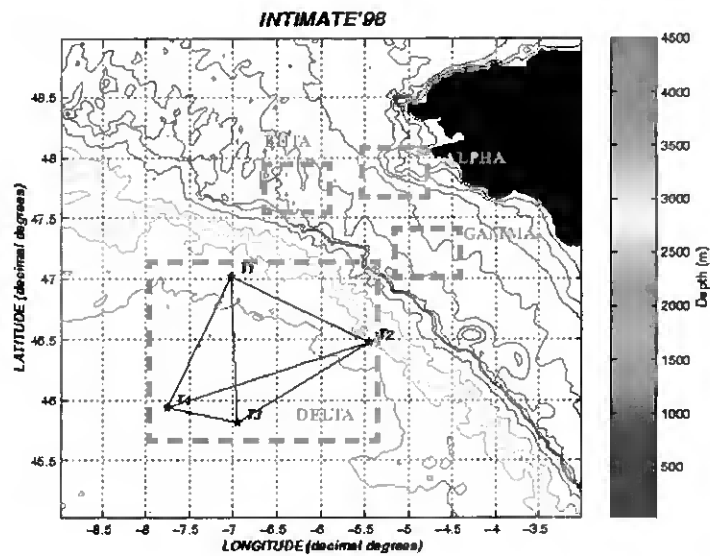 INTIMATE'98
4500
4000
3500
3000
2500
2000
1500
1000
500
Depth (m)
48.5
48
47.5
47
46.5
46
45.5
LATITUDE (decimal degrees)
BETA
ALPHA
GAMMA
T1
T2
T4
T3
DELTA
-8.5 -8 -7.5 -7 -6.5 -6 -5.5 -5 -4.5 -4 -3.5
LONGITUDE (decimal degrees)